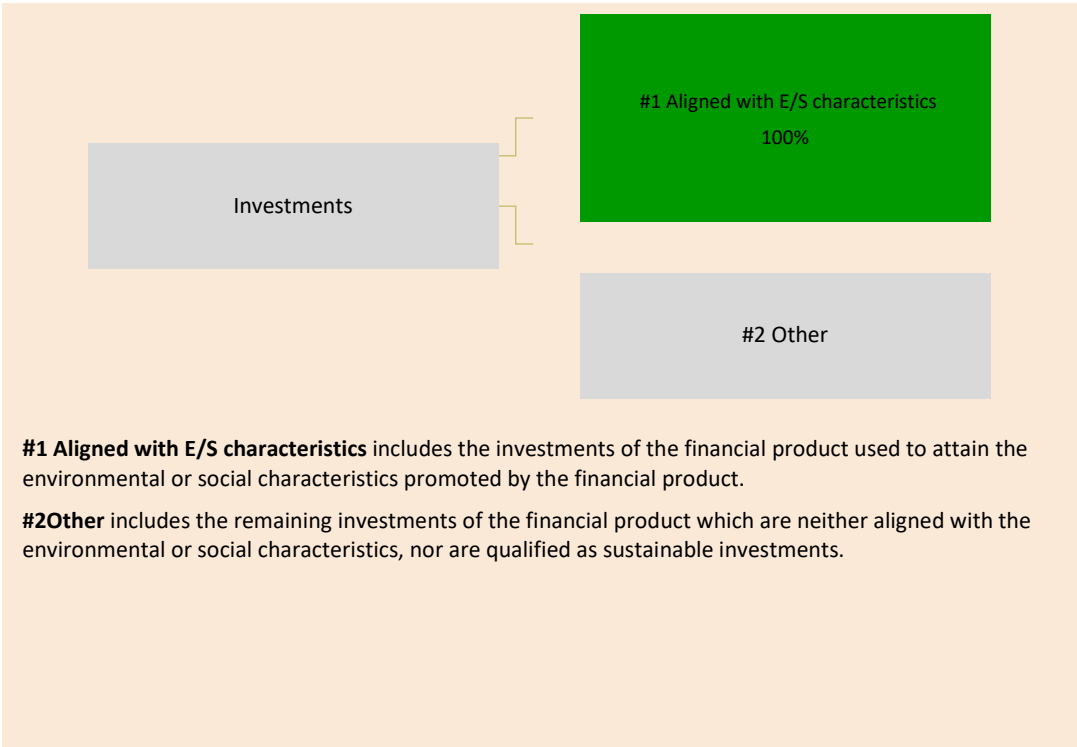 #1 Aligned with E/S characteristics
100%
Investments
#2 Other
#1 Aligned with E/S characteristics includes the investments of the financial product used to attain the
environmental or social characteristics promoted by the financial product.
#2Other includes the remaining investments of the financial product which are neither aligned with the
environmental or social characteristics, nor are qualified as sustainable investments.